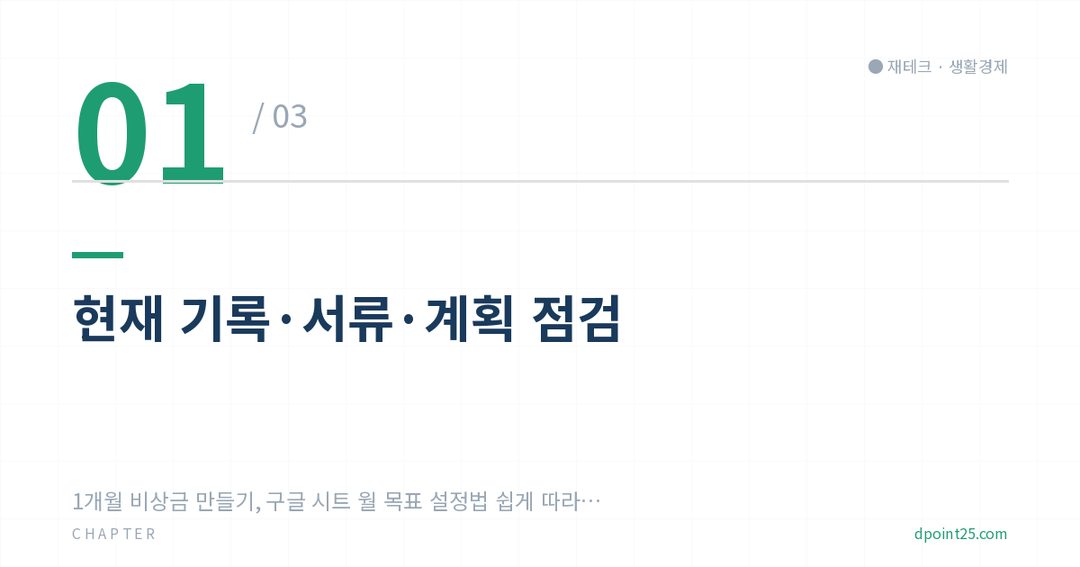 재테크 · 생활경제
01 / 03
현재 기록·서류·계획 점검
1개월 비상금 만들기, 구글 시트 월 목표 설정법 쉽게 따라…
CHAPTER
dpoint25.com